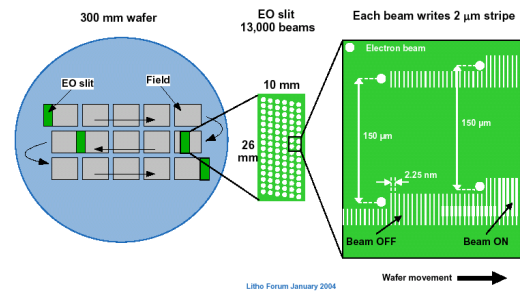 300 mm wafer
EO slit
13,000 beams
Each beam writes 2 µm stripe
EO slit
Field
10 mm
26
mm
Electron beam
150 µm
150 µm
2.25 nm
Beam OFF
Beam ON
Wafer movement
Litho Forum January 2004